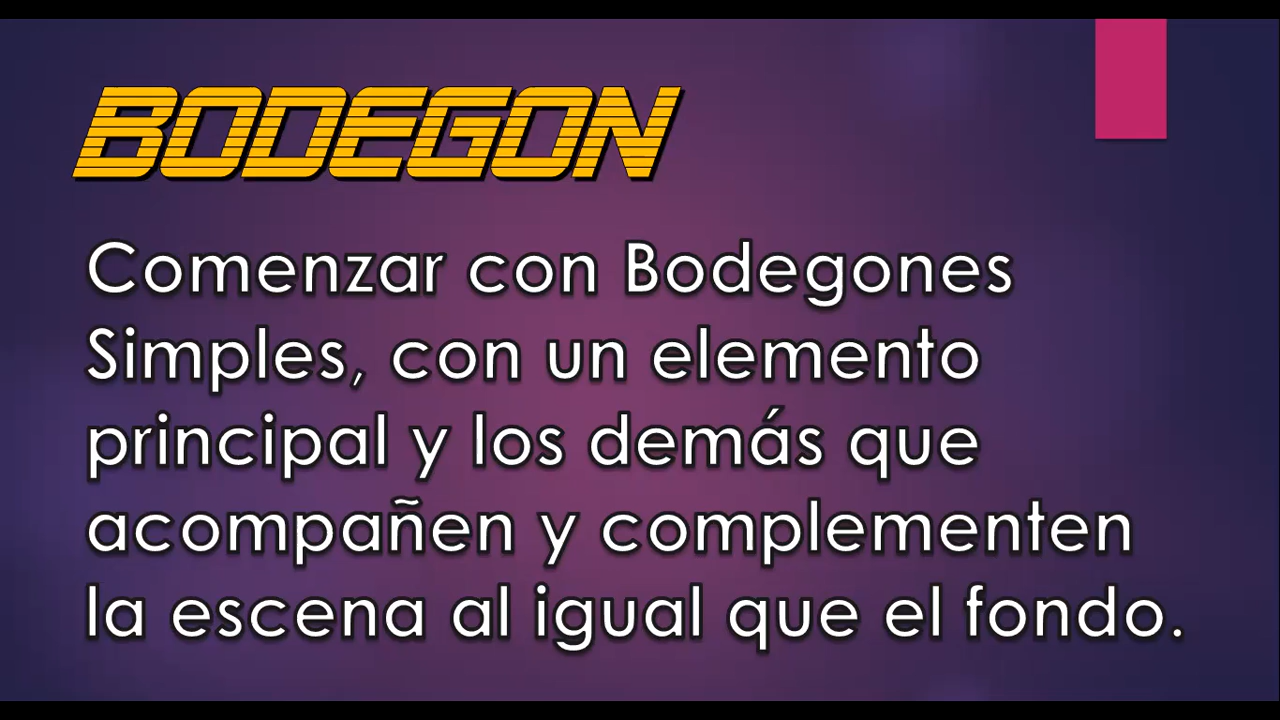 BODEGON
Comenzar con Bodegones
Simples, con un elemento
principal y los demás que
acompañen y complementen
la escena al igual que el fondo.